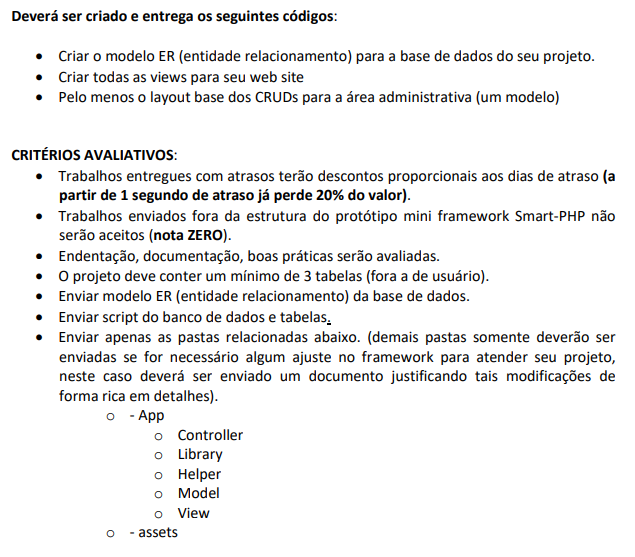 Deverá ser criado e entrega os seguintes códigos:
• Criar o modelo ER (entidade relacionamento) para a base de dados do seu projeto.
• Criar todas as views para seu web site
• Pelo menos o layout base dos CRUDs para a área administrativa (um modelo)
CRITÉRIOS AVALIATIVOS:
• Trabalhos entregues com atrasos terão descontos proporcionais aos dias de atraso (a
partir de 1 segundo de atraso já perde 20% do valor).
• Trabalhos enviados fora da estrutura do protótipo mini framework Smart-PHP não
serão aceitos (nota ZERO).
• Endentação, documentação, boas práticas serão avaliadas.
• O projeto deve conter um mínimo de 3 tabelas (fora a de usuário).
• Enviar modelo ER (entidade relacionamento) da base de dados.
• Enviar script do banco de dados e tabelas.
• Enviar apenas as pastas relacionadas abaixo. (demais pastas somente deverão ser
enviadas se for necessário algum ajuste no framework para atender seu projeto,
neste caso deverá ser enviado um documento justificando tais modificações de
forma rica em detalhes).
o - App
o Controller
o Library
o Helper
o Model
o View
o - assets